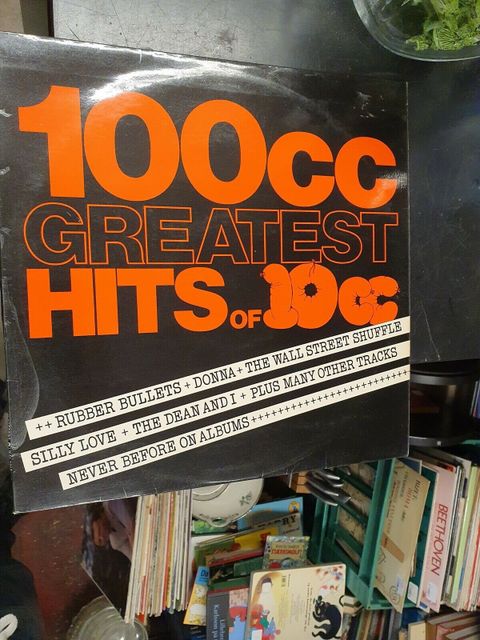 100cc
GREATEST
HITS OF 10cc
++ RUBBER BULLETS + DONNA + THE WALL STREET SHUFFLE
SILLY LOVE + THE DEAN AND I + PLUS MANY OTHER TRACKS
NEVER BEFORE ON ALBUMS ++++++++++++++++++++++
BEETHOVEN